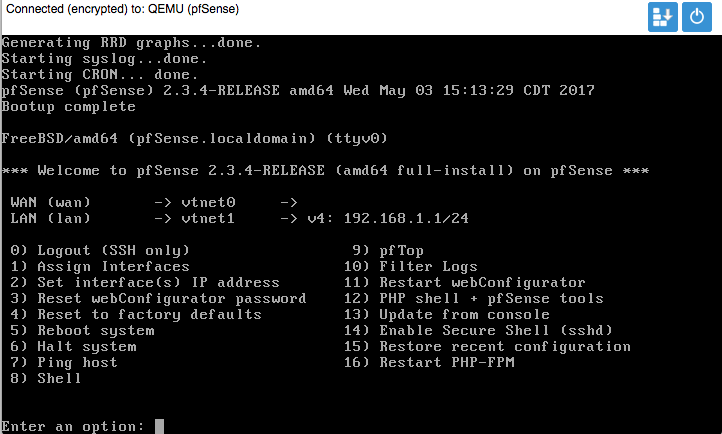 Connected (encrypted) to: QEMU (pfSense)
Generating RRD graphs...done.
Starting syslog...done.
Starting CRON... done.
pfSense (pfSense) 2.3.4-RELEASE amd64 Wed May 03 15:13:29 CDT 2017
Bootup complete
FreeBSD/amd64 (pfSense.localdomain) (ttyv0)
*** Welcome to pfSense 2.3.4-RELEASE (amd64 full-install) on pfSense ***
WAN (wan) -> vtnet0 ->
LAN (lan) -> vtnet1 -> v4: 192.168.1.1/24
0) Logout (SSH only) 9) pfTop
1) Assign Interfaces 10) Filter Logs
2) Set interface(s) IP address 11) Restart webConfigurator
3) Reset webConfigurator password 12) PHP shell + pfSense tools
4) Reset to factory defaults 13) Update from console
5) Reboot system 14) Enable Secure Shell (sshd)
6) Halt system 15) Restore recent configuration
7) Ping host 16) Restart PHP-FPM
8) Shell
Enter an option: